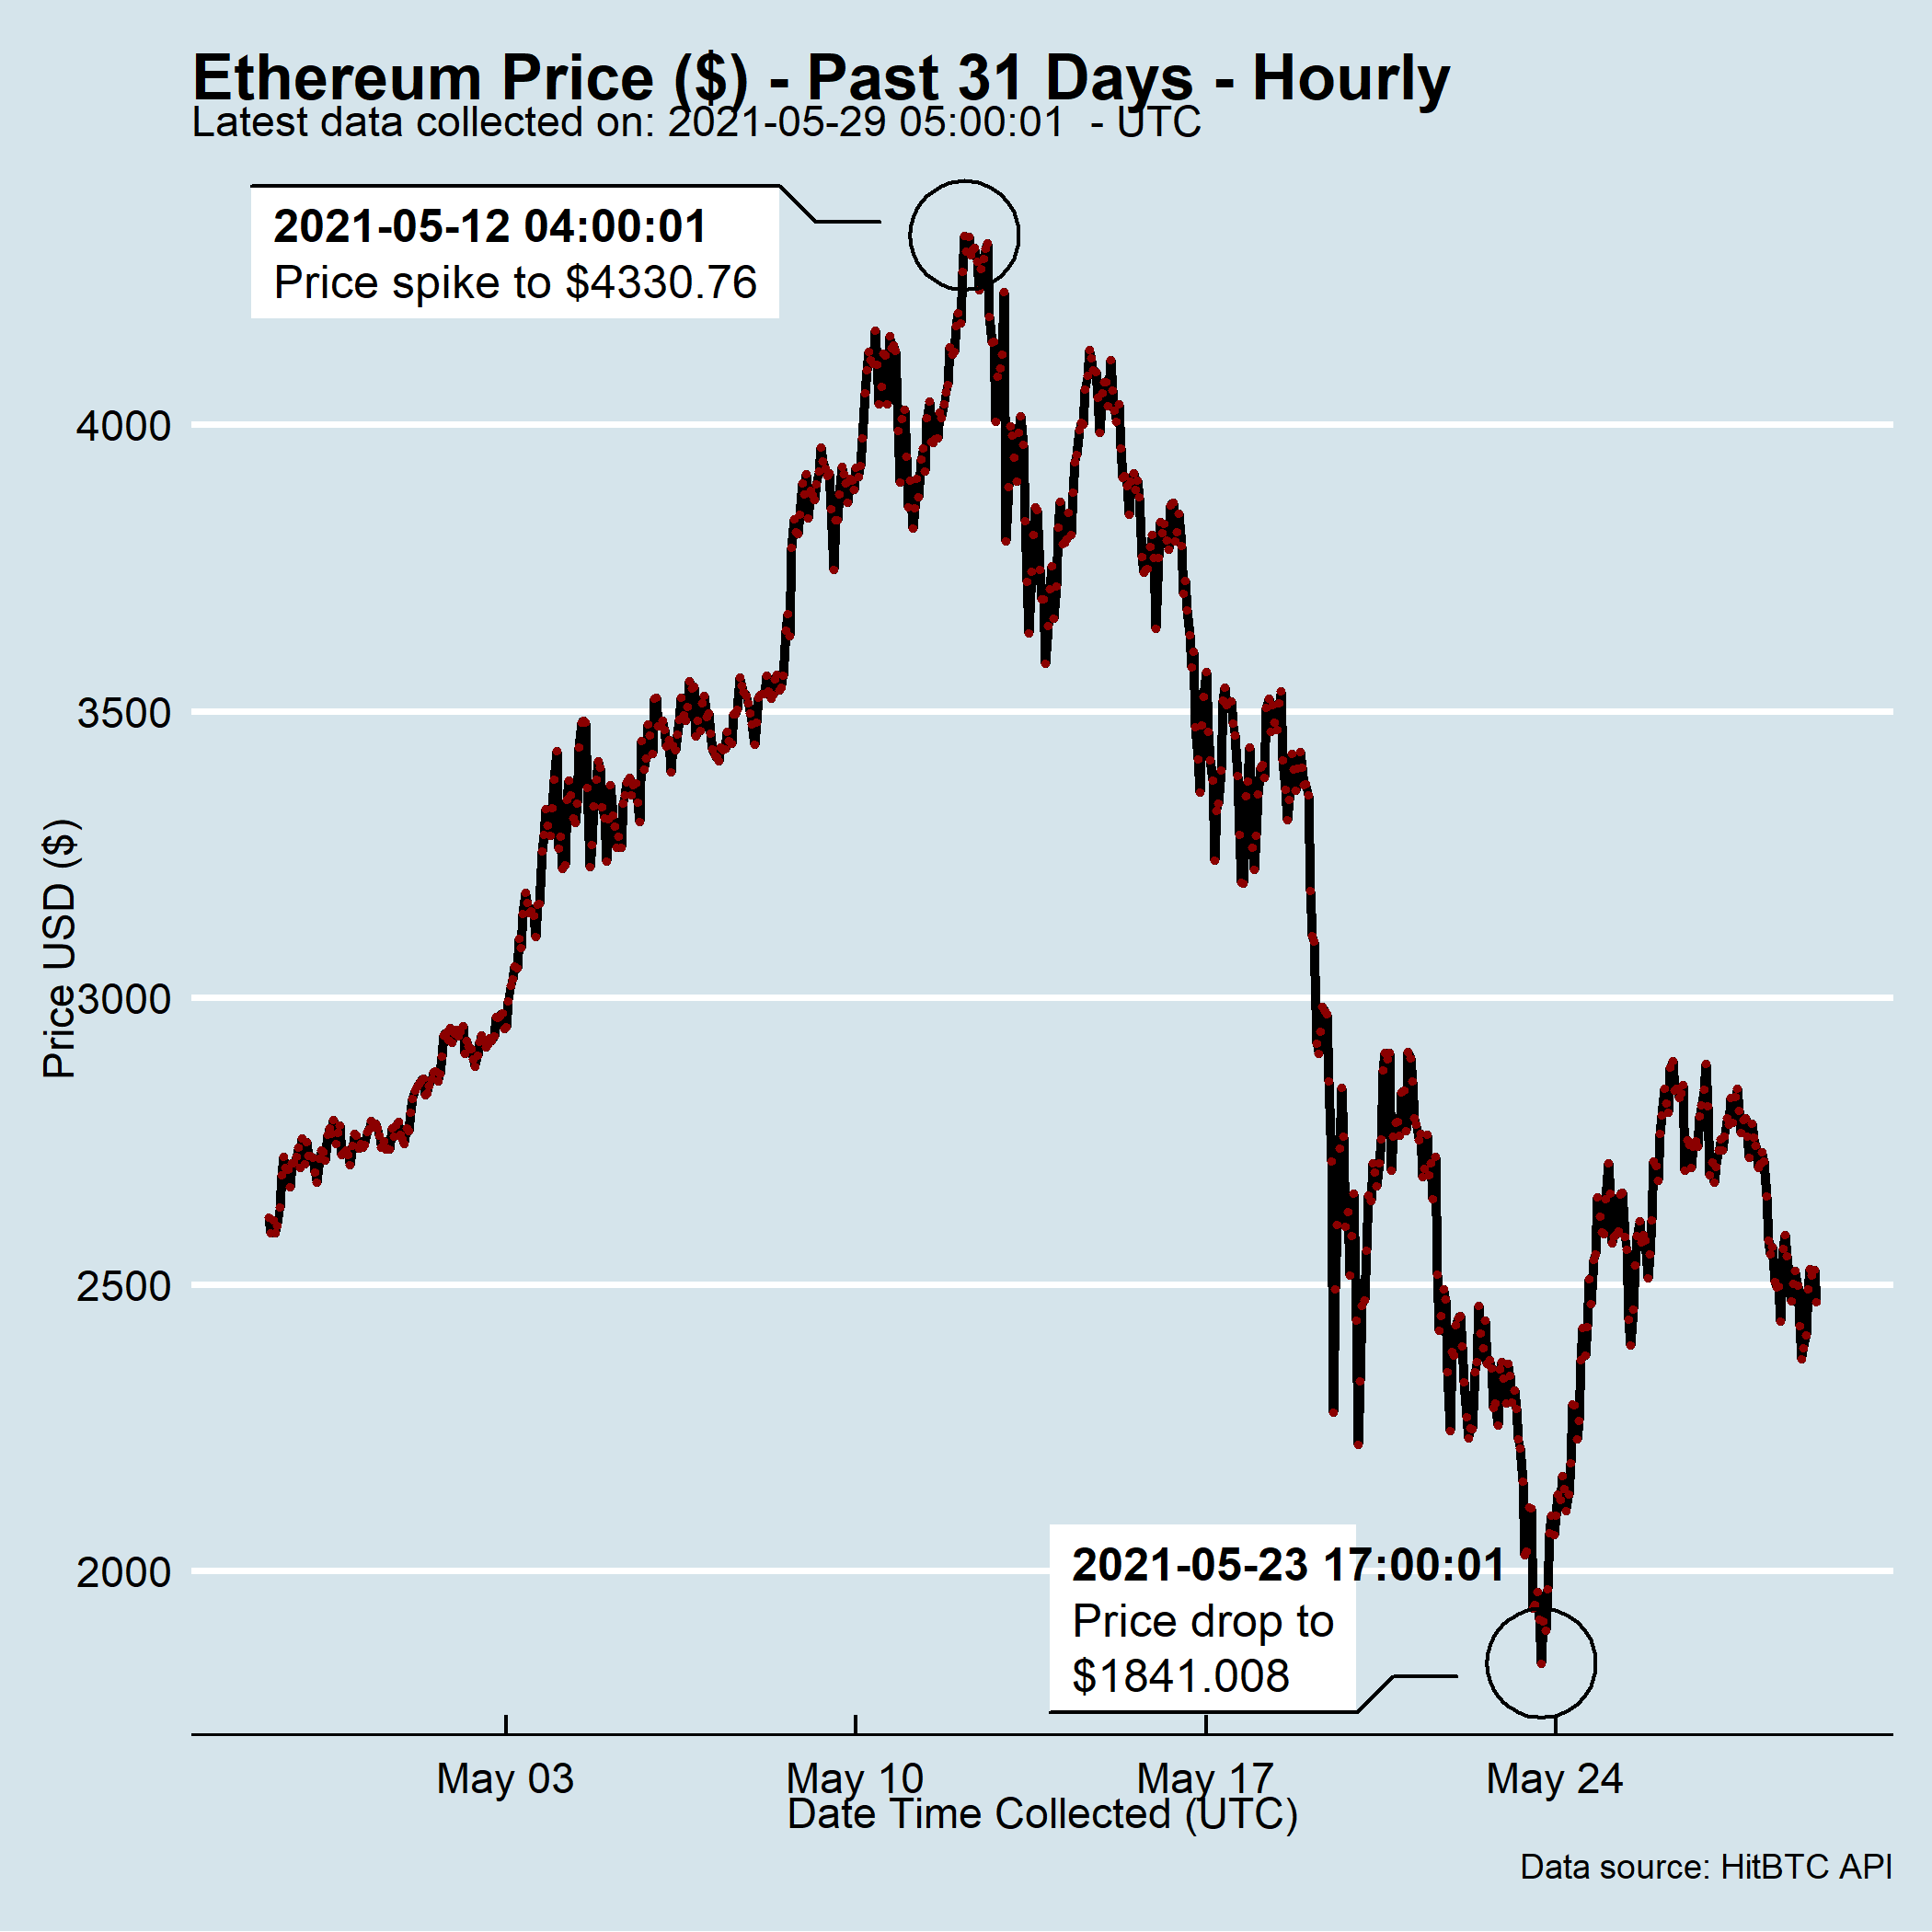 Ethereum Price ($) - Past 31 Days - Hourly
Latest data collected on: 2021-05-29 05:00:01  - UTC
2021-05-12 04:00:01
Price spike to $4330.76
4000
3500
3000
2500
2000
Price USD ($)
2021-05-23 17:00:01
Price drop to
$1841.008
May 03
May 10
May 17
May 24
Date Time Collected (UTC)
Data source: HitBTC API